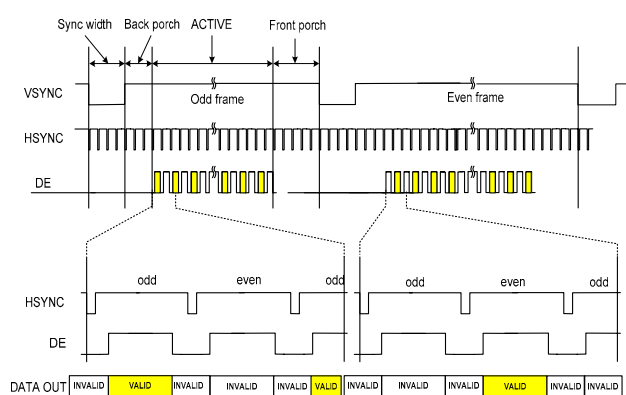 Sync width Back porch ACTIVE Front porch
VSYNC Odd frame Even frame
HSYNC
DE
odd even odd odd even odd
HSYNC
DE
DATA OUT INVALID VALID INVALID INVALID INVALID VALID INVALID INVALID INVALID VALID INVALID INVALID